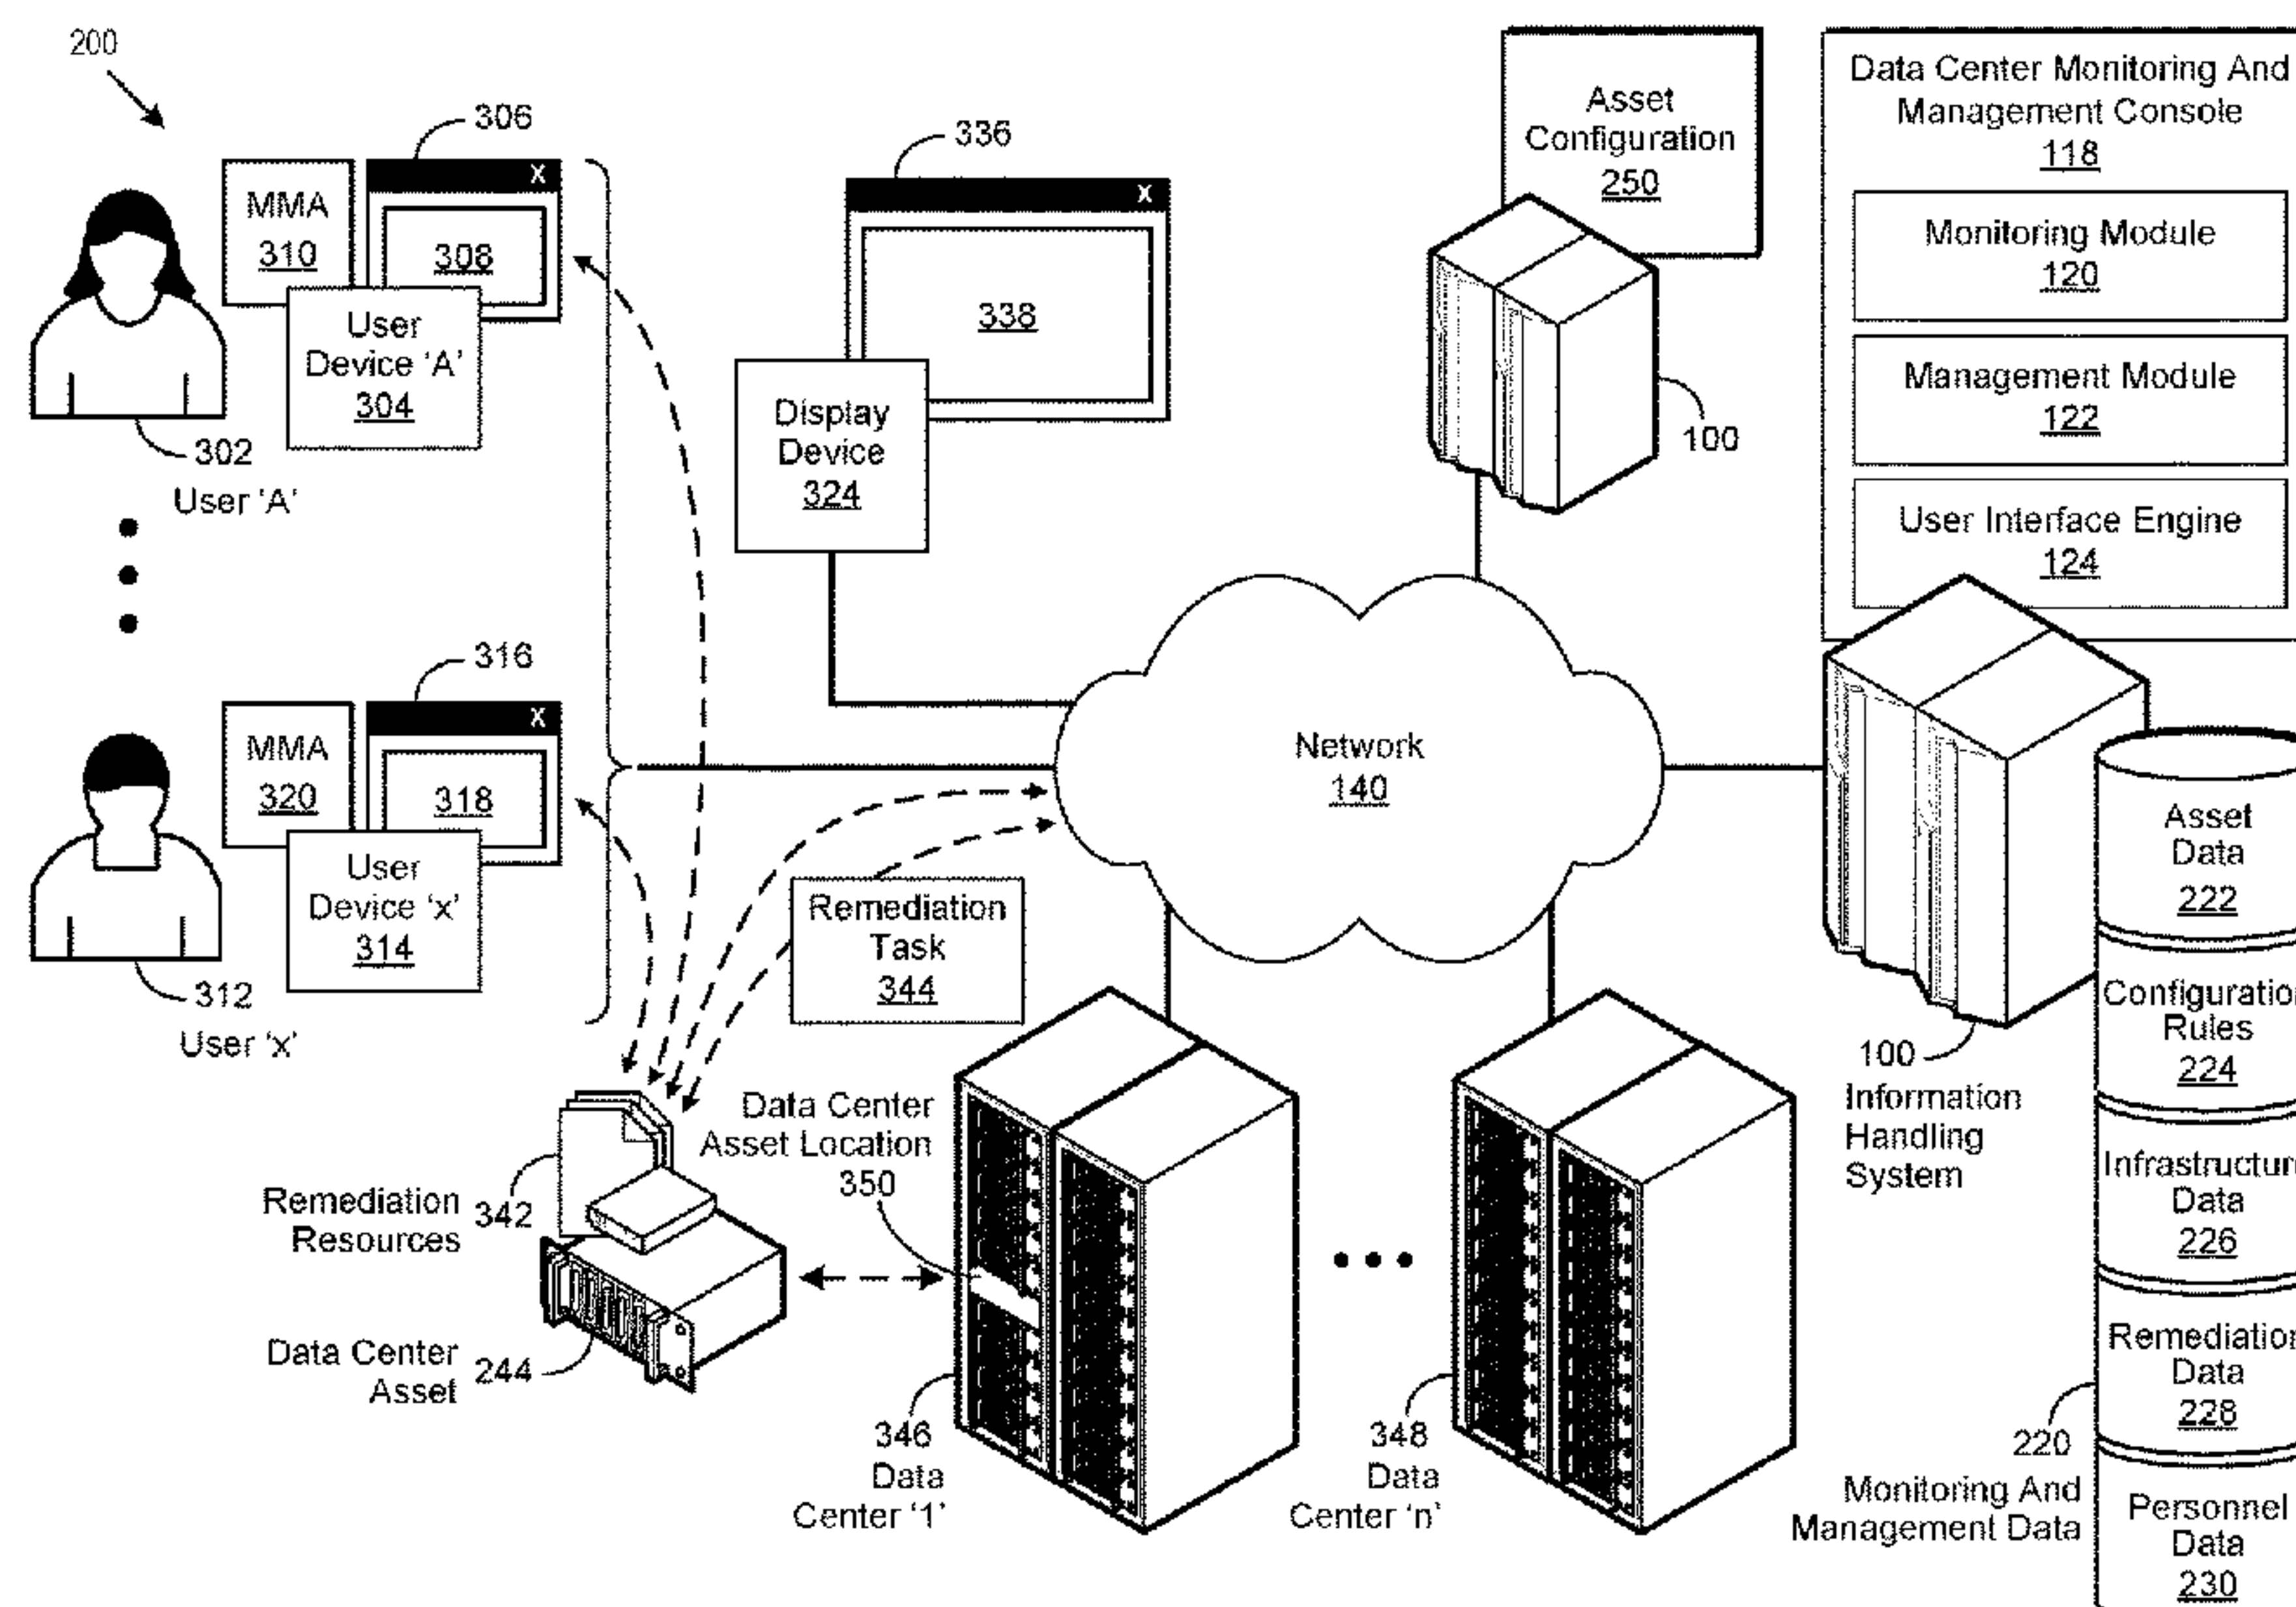 200
306
X
MMA
310
308
User
Device ‘A’
304
302
User ‘A’
316
X
MMA
320
318
User
Device ‘x’
314
312
User ‘x’
336
X
338
Display
Device
324
Asset
Configuration
250
100
Data Center Monitoring And
Management Console
118
Monitoring Module
120
Management Module
122
User Interface Engine
124
Network
140
Remediation
Task
344
Remediation
Resources
342
Data Center
Asset
244
Data Center
Asset Location
350
346
Data
Center ‘1’
348
Data
Center ‘n’
100
Information
Handling
System
Asset
Data
222
Configuration
Rules
224
Infrastructure
Data
226
Remediation
Data
228
Personnel
Data
230
220
Monitoring And
Management Data